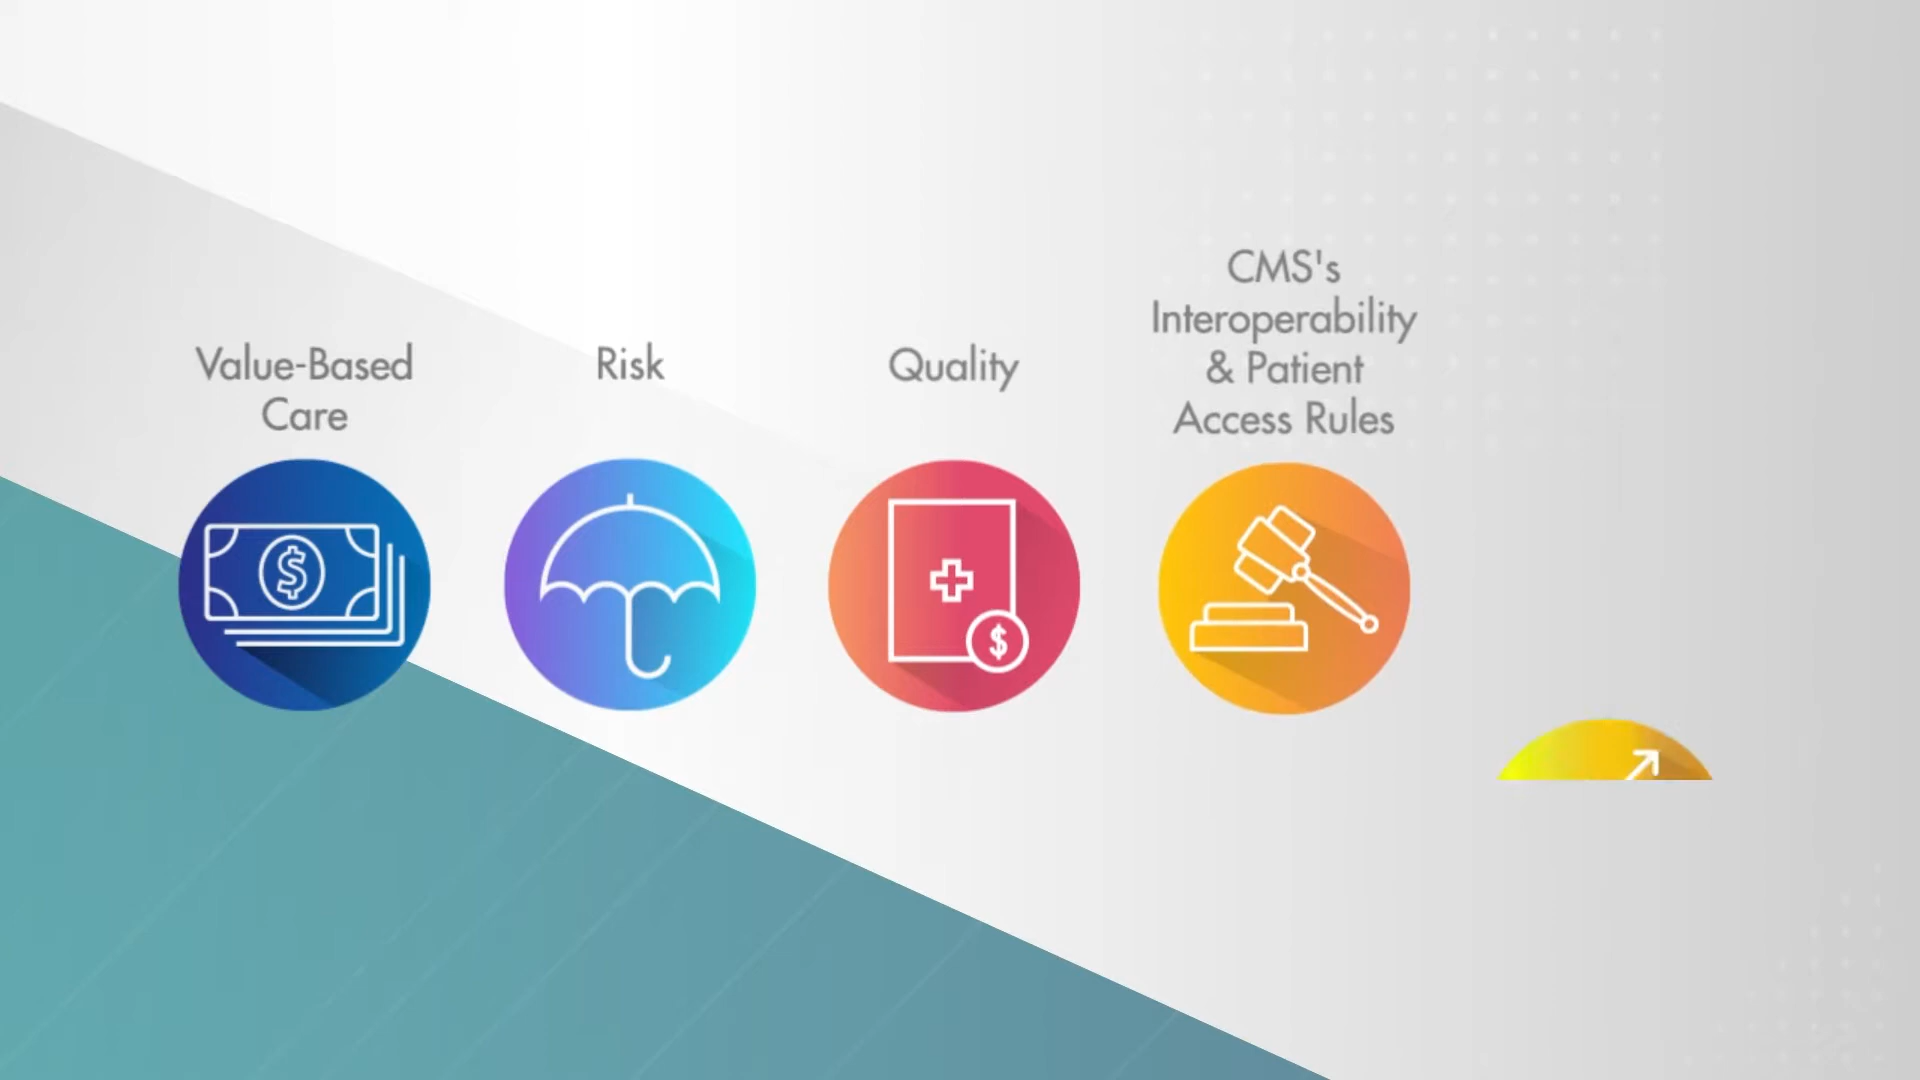 Value-Based
Care
Risk
Quality
CMS's
Interoperability
& Patient
Access Rules
$
$